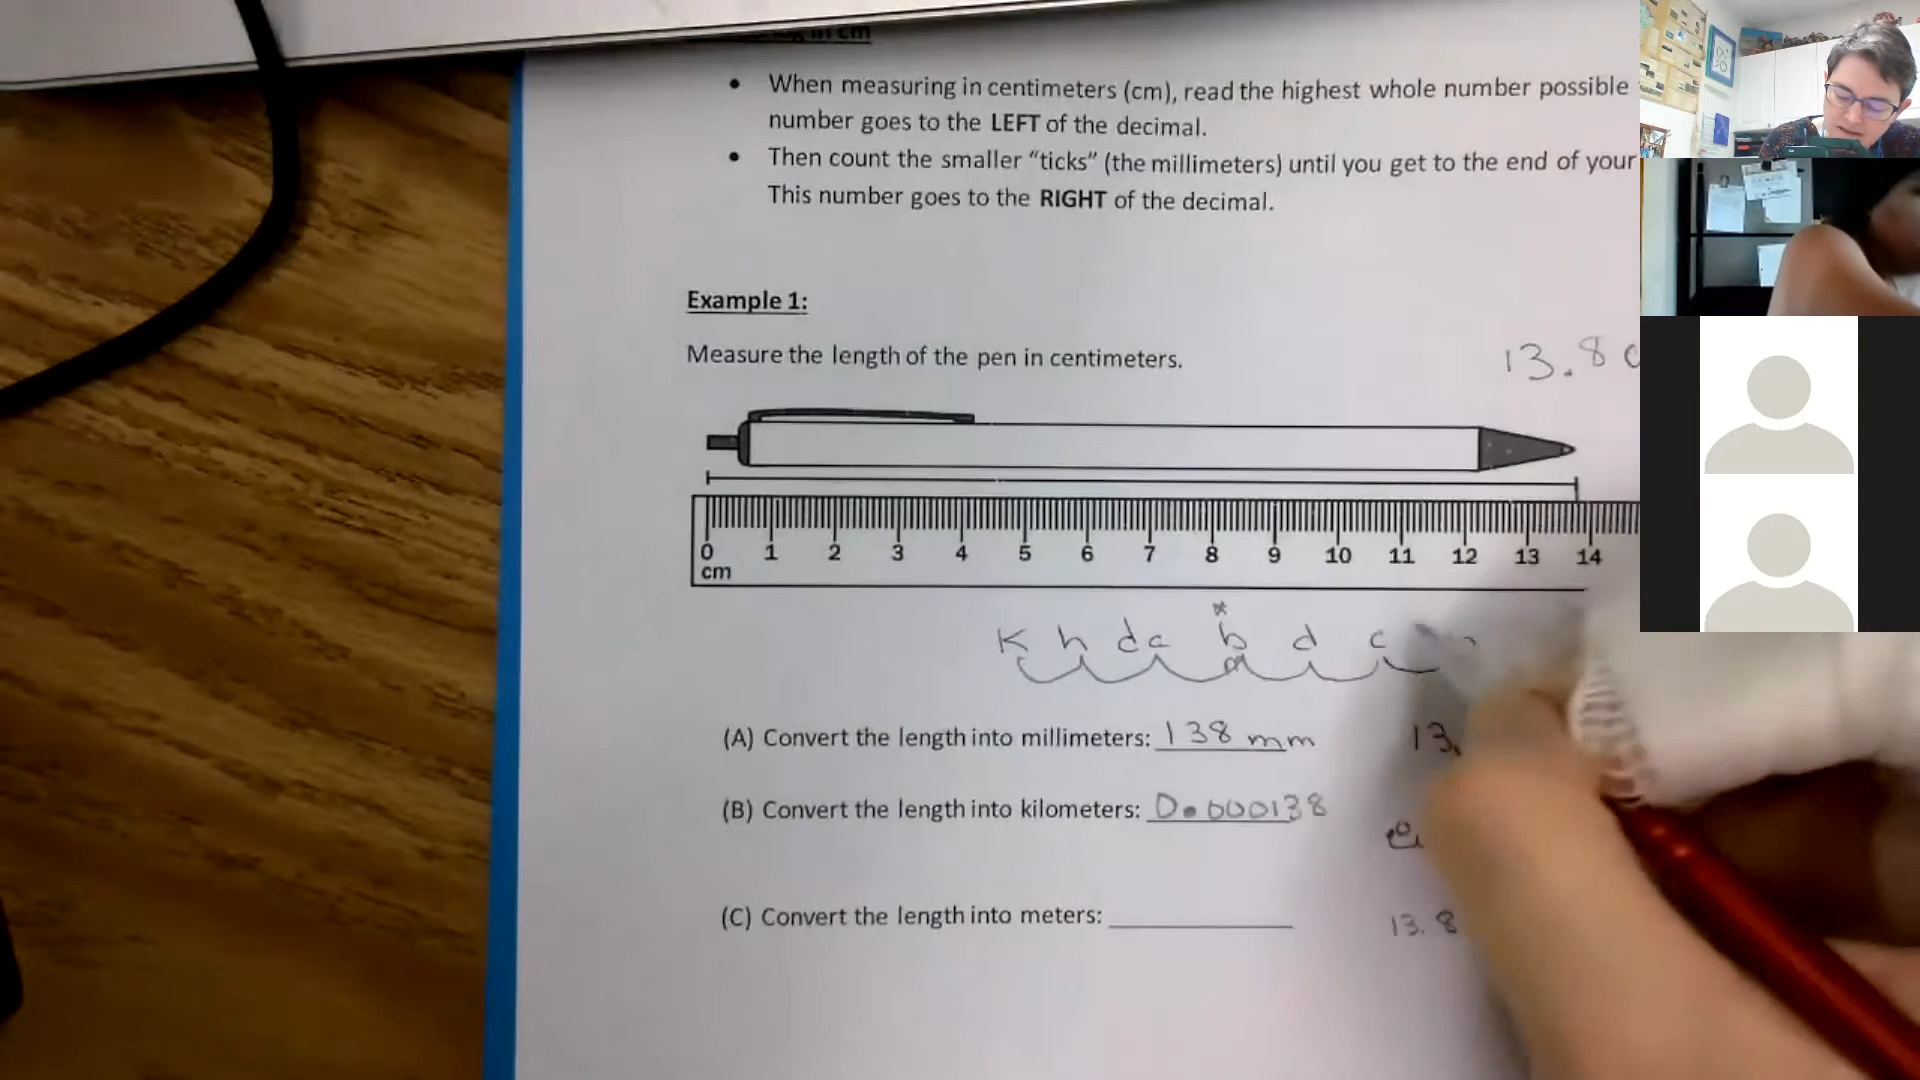 in cm
• When measuring in centimeters (cm), read the highest whole number possible
number goes to the LEFT of the decimal.
• Then count the smaller “ticks” (the millimeters) until you get to the end of your
This number goes to the RIGHT of the decimal.
Example 1:
Measure the length of the pen in centimeters.
13.8 c
0 1 2 3 4 5 6 7 8 9 10 11 12 13 14
cm
K h da b d c
m
(A) Convert the length into millimeters: 138 mm
13.
(B) Convert the length into kilometers: 0.000138
(C) Convert the length into meters: ____________
13.8